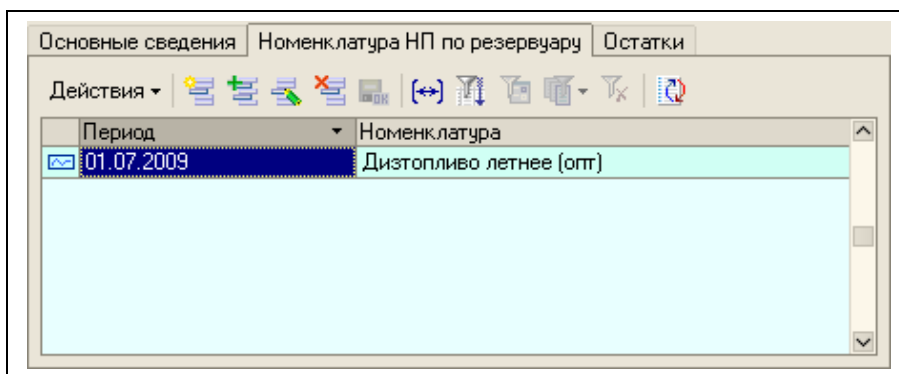 Основные сведения Номенклатура НП по резервуару Остатки
Действия
Период Номенклатура
01.07.2009 Дизтопливо летнее (опт)